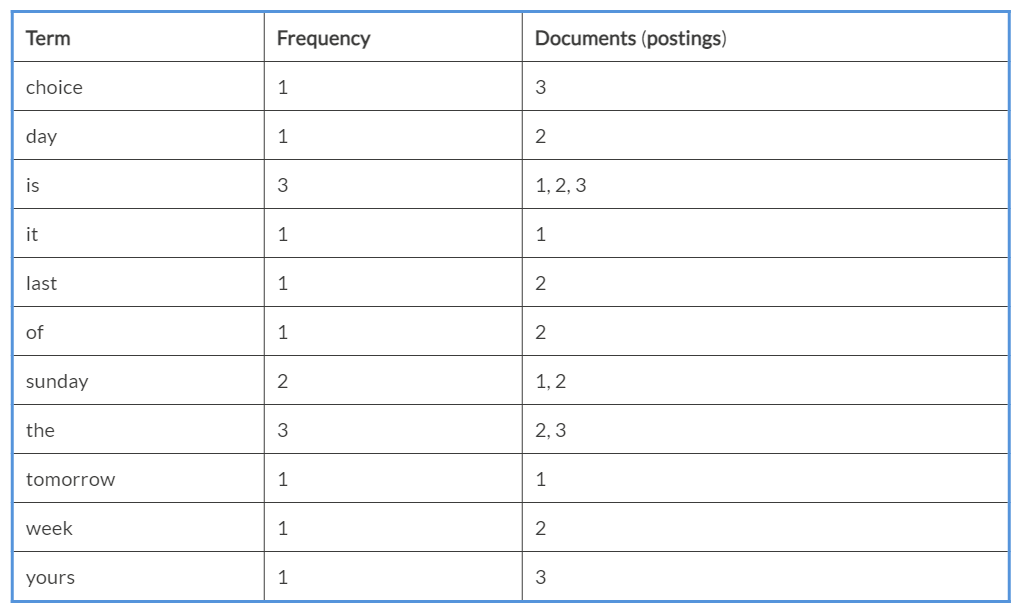 Term Frequency Documents (postings)
choice 1 3
day 1 2
is 3 1, 2, 3
it 1 1
last 1 2
of 1 2
sunday 2 1, 2
the 3 2, 3
tomorrow 1 1
week 1 2
yours 1 3